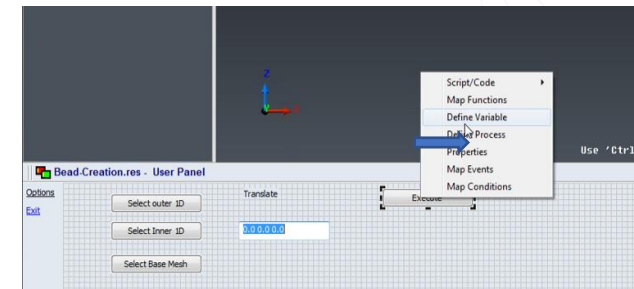 Z
Script/Code
Map Functions
Define Variable
Define Process
Properties
Map Events
Map Conditions
Use 'Ctrl
Bead-Creation.res - User Panel
Options
Exit
Select outer 1D
Translate
Execute
Select Inner 1D
0.0 0.0 0.0
Select Base Mesh